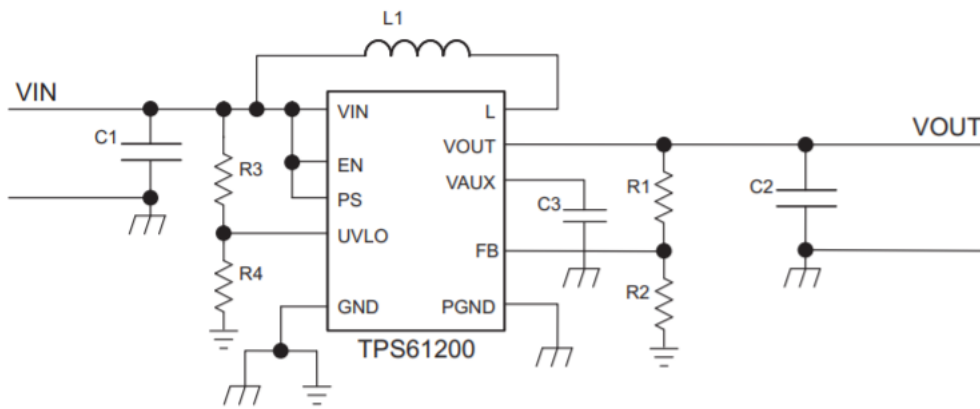 L1
VIN
C1
R3
R4
VIN
EN
PS
UVLO
GND
L
VOUT
VAUX
FB
PGND
TPS61200
C3
R1
R2
C2
VOUT